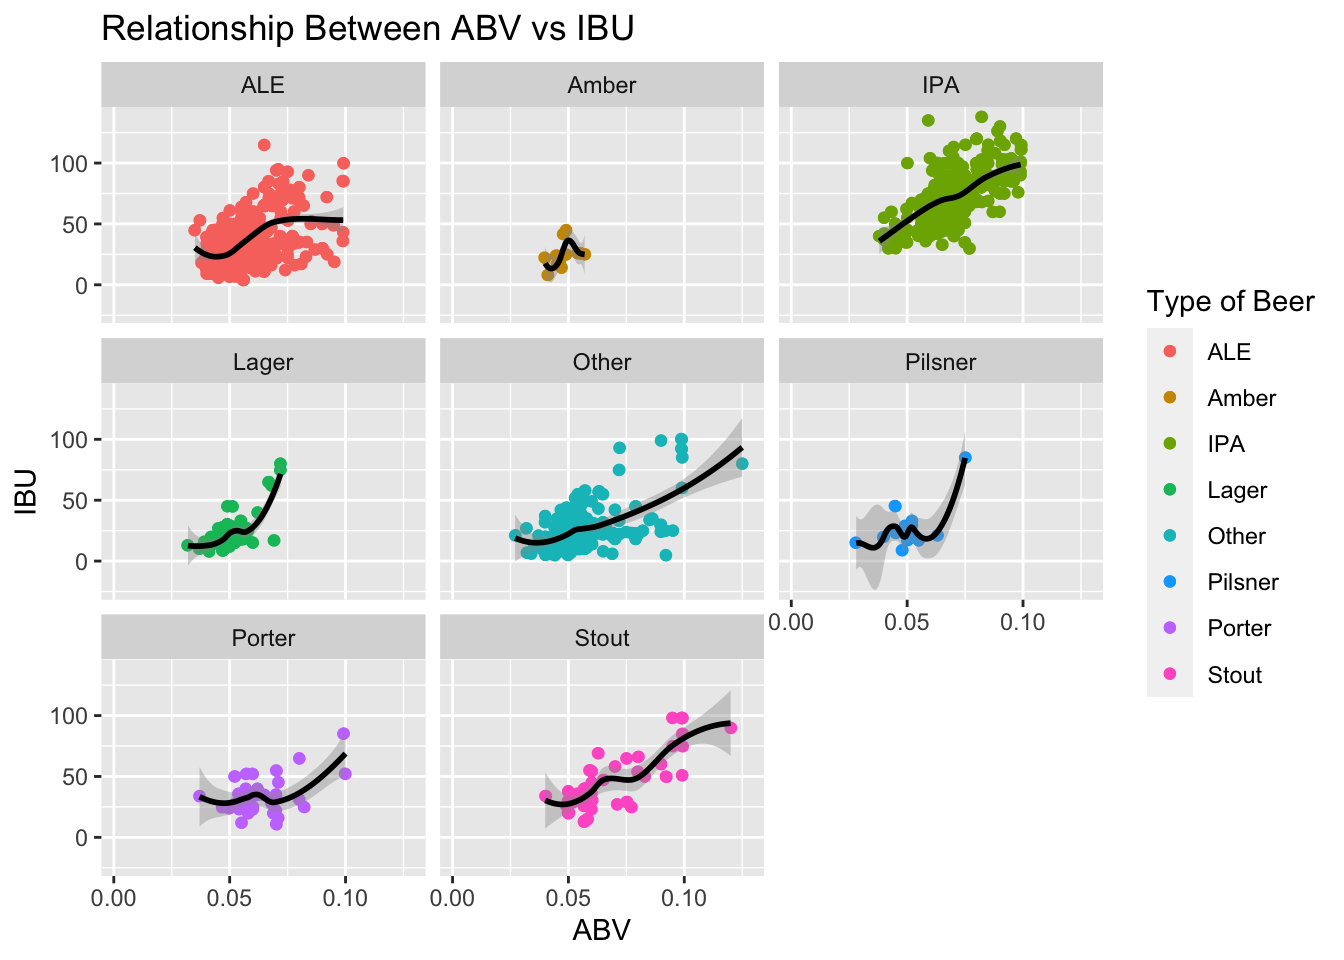 Relationship Between ABV vs IBU
ALE
Amber
IPA
100
50
0
Lager
Other
Pilsner
100
50
0
0.00
0.05
0.10
Porter
Stout
100
50
0
0.00
0.05
0.10
0.00
0.05
0.10
ABV
IBU
Type of Beer
ALE
Amber
IPA
Lager
Other
Pilsner
Porter
Stout